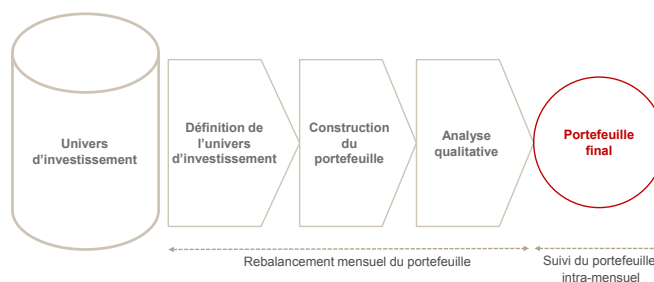 Univers
d'investissement
Définition de
l'univers
d'investissement
Construction
du
portefeuille
Analyse
qualitative
Portefeuille
final
Rebalancement mensuel du portefeuille
Suivi du portefeuille
intra-mensuel